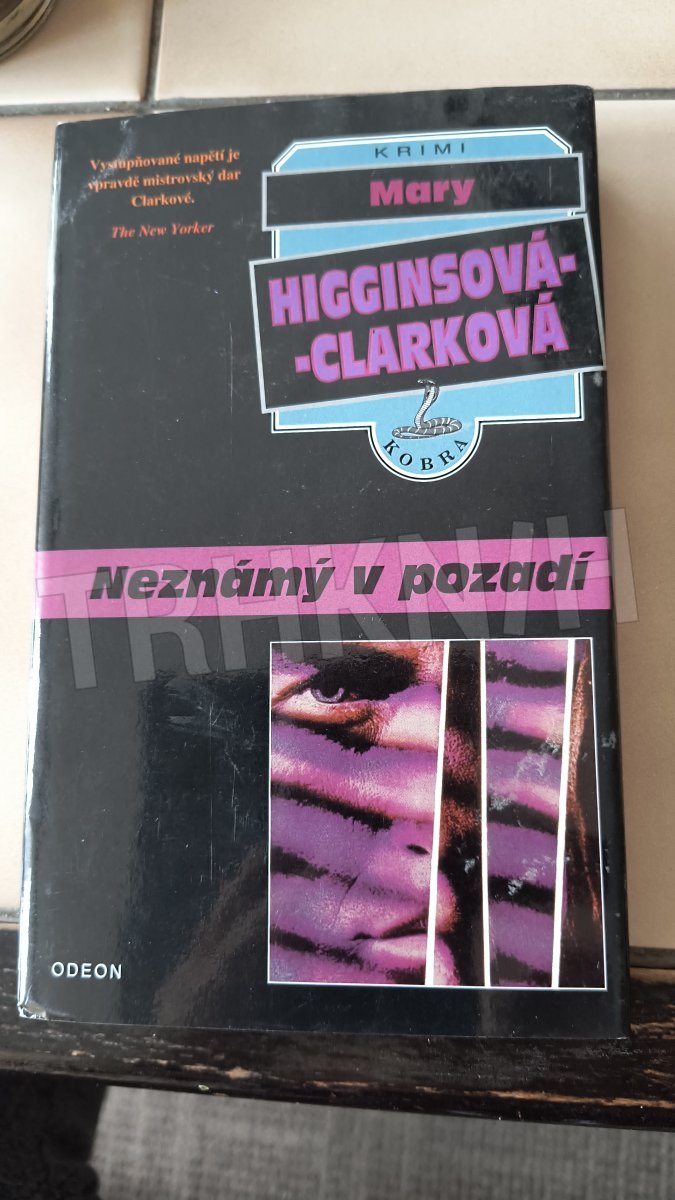 Vystupňované napětí je
vpravdě mistrovský dar
Clarkové.
The New Yorker
KRIMI
Mary
HIGGINSOVÁ-
-CLARKOVÁ
KOBRA
Neznámý v pozadí
TRHKNIH
ODEON